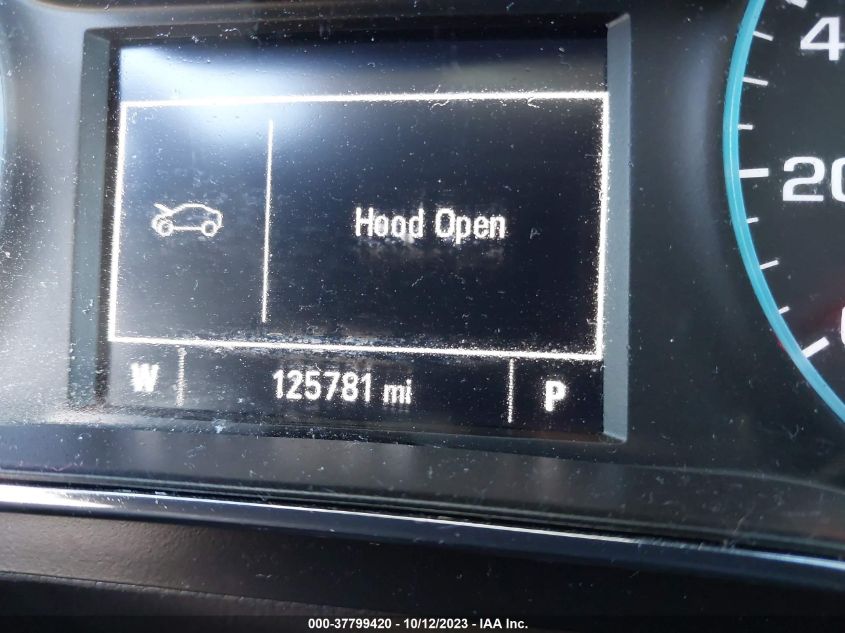 4
20
Hood Open
W 125781 mi P
000-37799420 - 10/12/2023 - IAA Inc.